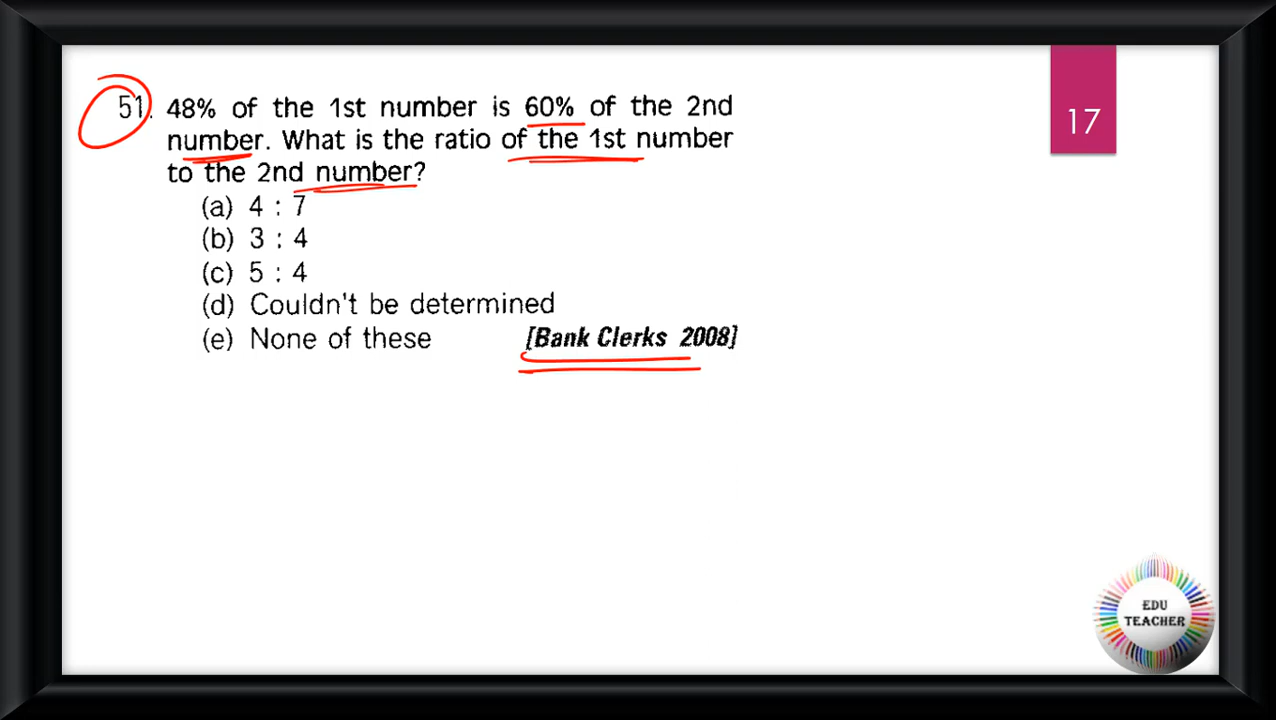 17
51. 48% of the 1st number is 60% of the 2nd
number. What is the ratio of the 1st number
to the 2nd number?
(a) 4 : 7
(b) 3 : 4
(c) 5 : 4
(d) Couldn't be determined
(e) None of these [Bank Clerks 2008]
EDU
TEACHER